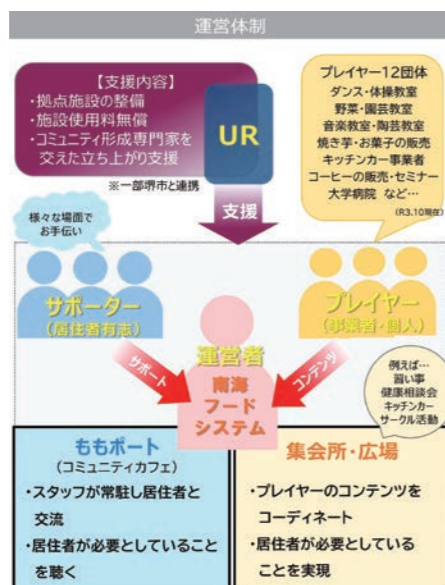 運営体制
【支援内容】
・拠点施設の整備
・施設使用料無償
・コミュニティ形成専門家を
交えた立ち上がり支援
※一部堺市と連携
UR
支援
プレイヤー12団体
ダンス・体操教室
野菜・園芸教室
音楽教室・陶芸教室
焼き芋・お菓子の販売
キッチンカー事業者
コーヒーの販売・セミナー
大学病院 など…
(R3.10現在)
様々な場面で
お手伝い
サポーター
(居住者有志)
プレイヤー
(事業者・個人)
サポート
コンテンツ
運営者
南海
フード
システム
例えば…
習い事
健康相談会
キッチンカー
サークル活動
ももポート
(コミュニティカフェ)
・スタッフが常駐し居住者と
交流
・居住者が必要としていること
を聴く
集会所・広場
・プレイヤーのコンテンツを
コーディネート
・居住者が必要としている
ことを実現